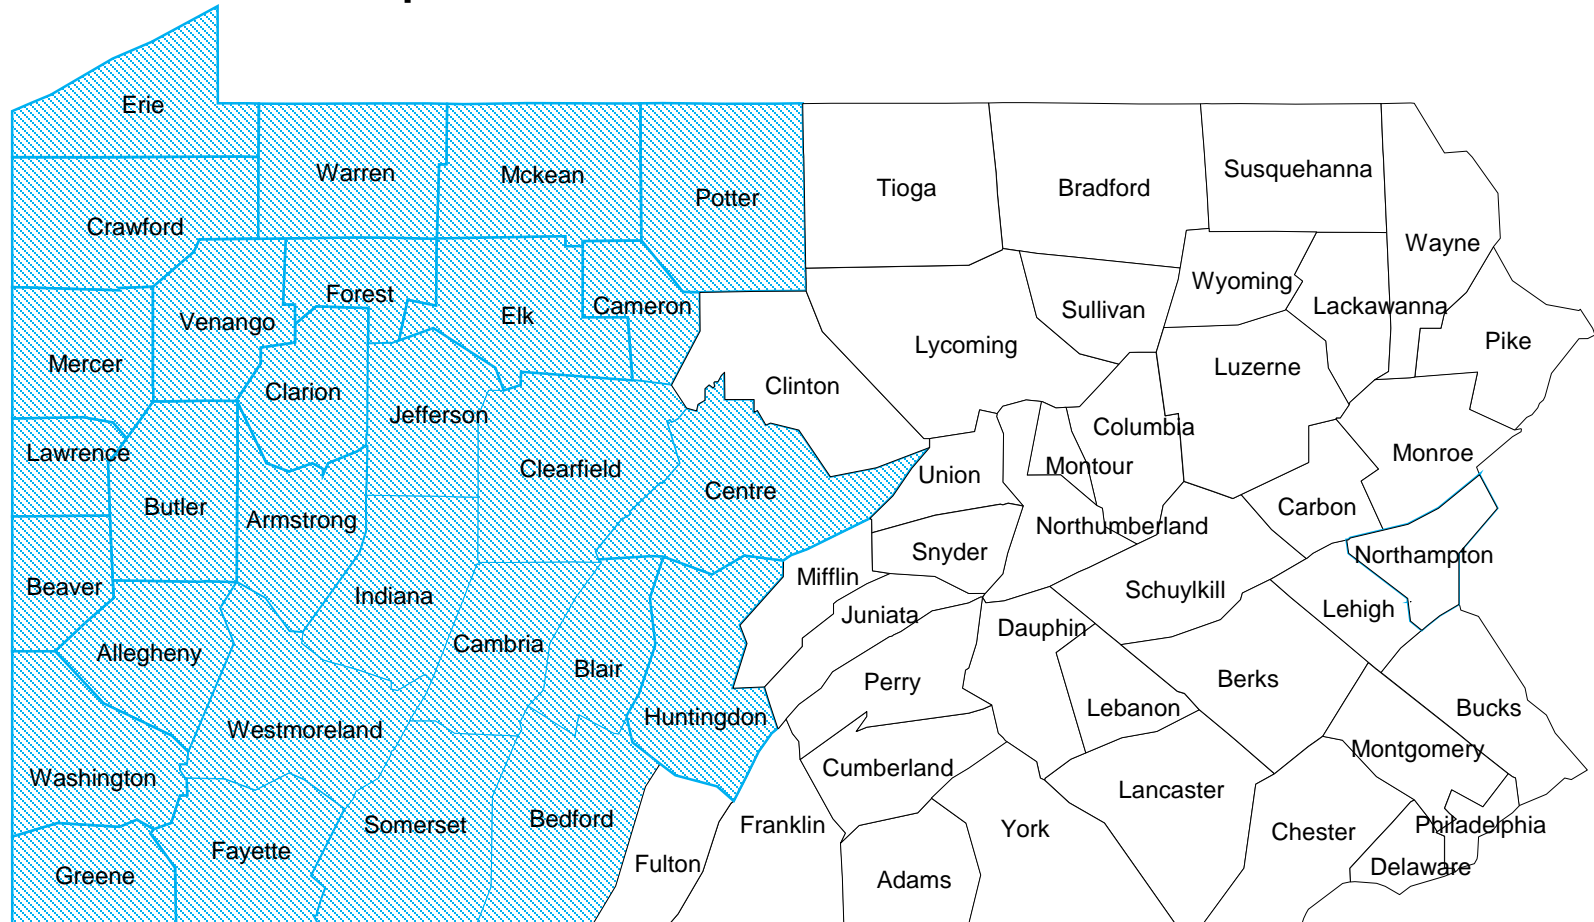 Erie
Warren
Mckean
Potter
Tioga
Bradford
Susquehanna
Wayne
Crawford
Forest
Elk
Cameron
Venango
Mercer
Clarion
Jefferson
Lycoming
Sullivan
Wyoming
Lackawanna
Pike
Luzerne
Clinton
Columbia
Montour
Monroe
Lawrence
Butler
Armstrong
Clearfield
Centre
Union
Snyder
Northumberland
Carbon
Northampton
Beaver
Indiana
Mifflin
Juniata
Schuylkill
Lehigh
Allegheny
Cambria
Blair
Dauphin
Perry
Berks
Lebanon
Bucks
Westmoreland
Huntingdon
Montgomery
Washington
Cumberland
Lancaster
Somerset
Bedford
Franklin
York
Chester
Philadelphia
Fayette
Greene
Fulton
Adams
Delaware